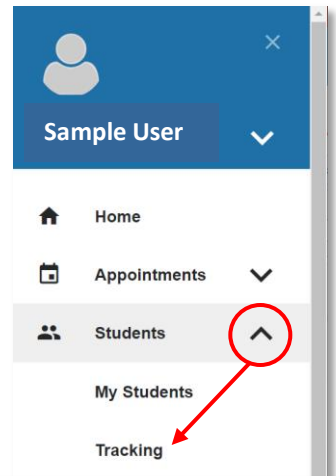 Sample User
Home
Appointments
Students
My Students
Tracking